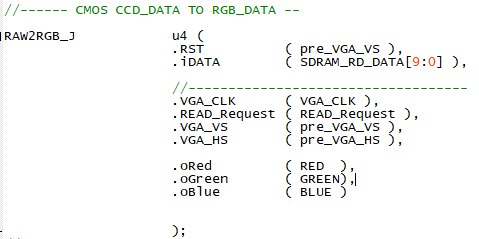 //------ CMOS CCD_DATA TO RGB_DATA --
RAW2RGB_J u4 (
.RST ( pre_VGA_VS ),
.iDATA ( SDRAM_RD_DATA[9:0] ),
//-----------------------------------
.VGA_CLK ( VGA_CLK ),
.READ_Request ( READ_Request ),
.VGA_VS ( pre_VGA_VS ),
.VGA_HS ( pre_VGA_HS ),
.oRed ( RED ),
.oGreen ( GREEN),
.oBlue ( BLUE )
);